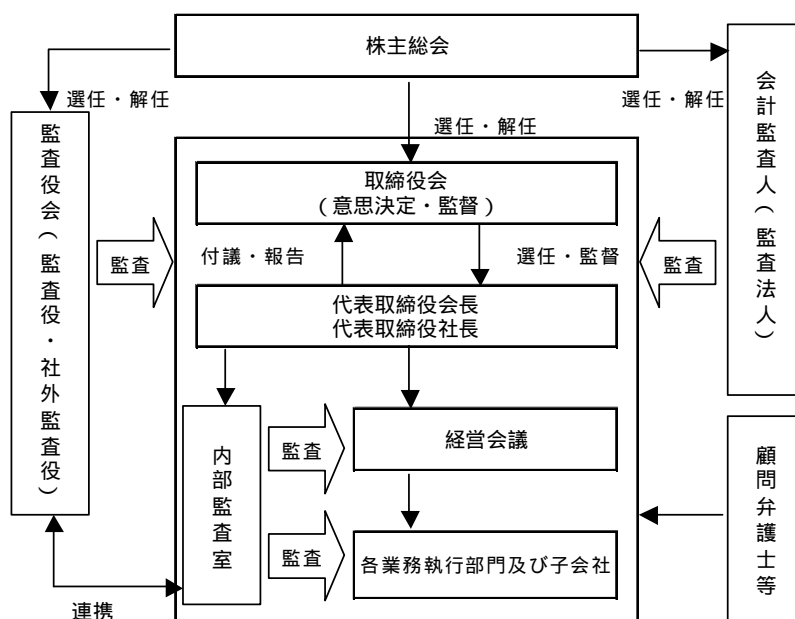 株主総会
選任・解任
選任・解任
選任・解任
監査役会（監査役・社外監査役）
会計監査人（監査法人）
取締役会
（意思決定・監督）
監査
付議・報告
選任・監督
監査
代表取締役会長
代表取締役社長
内部監査室
監査
経営会議
顧問弁護士等
監査
各業務執行部門及び子会社
連携